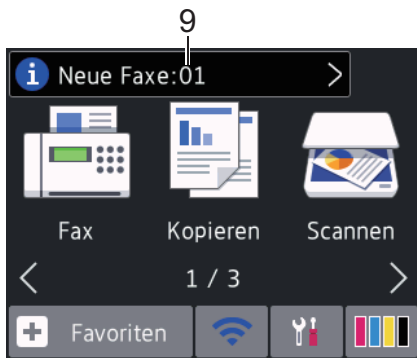 9
Neue Faxe:01
Fax Kopieren Scannen
1 / 3
Favoriten